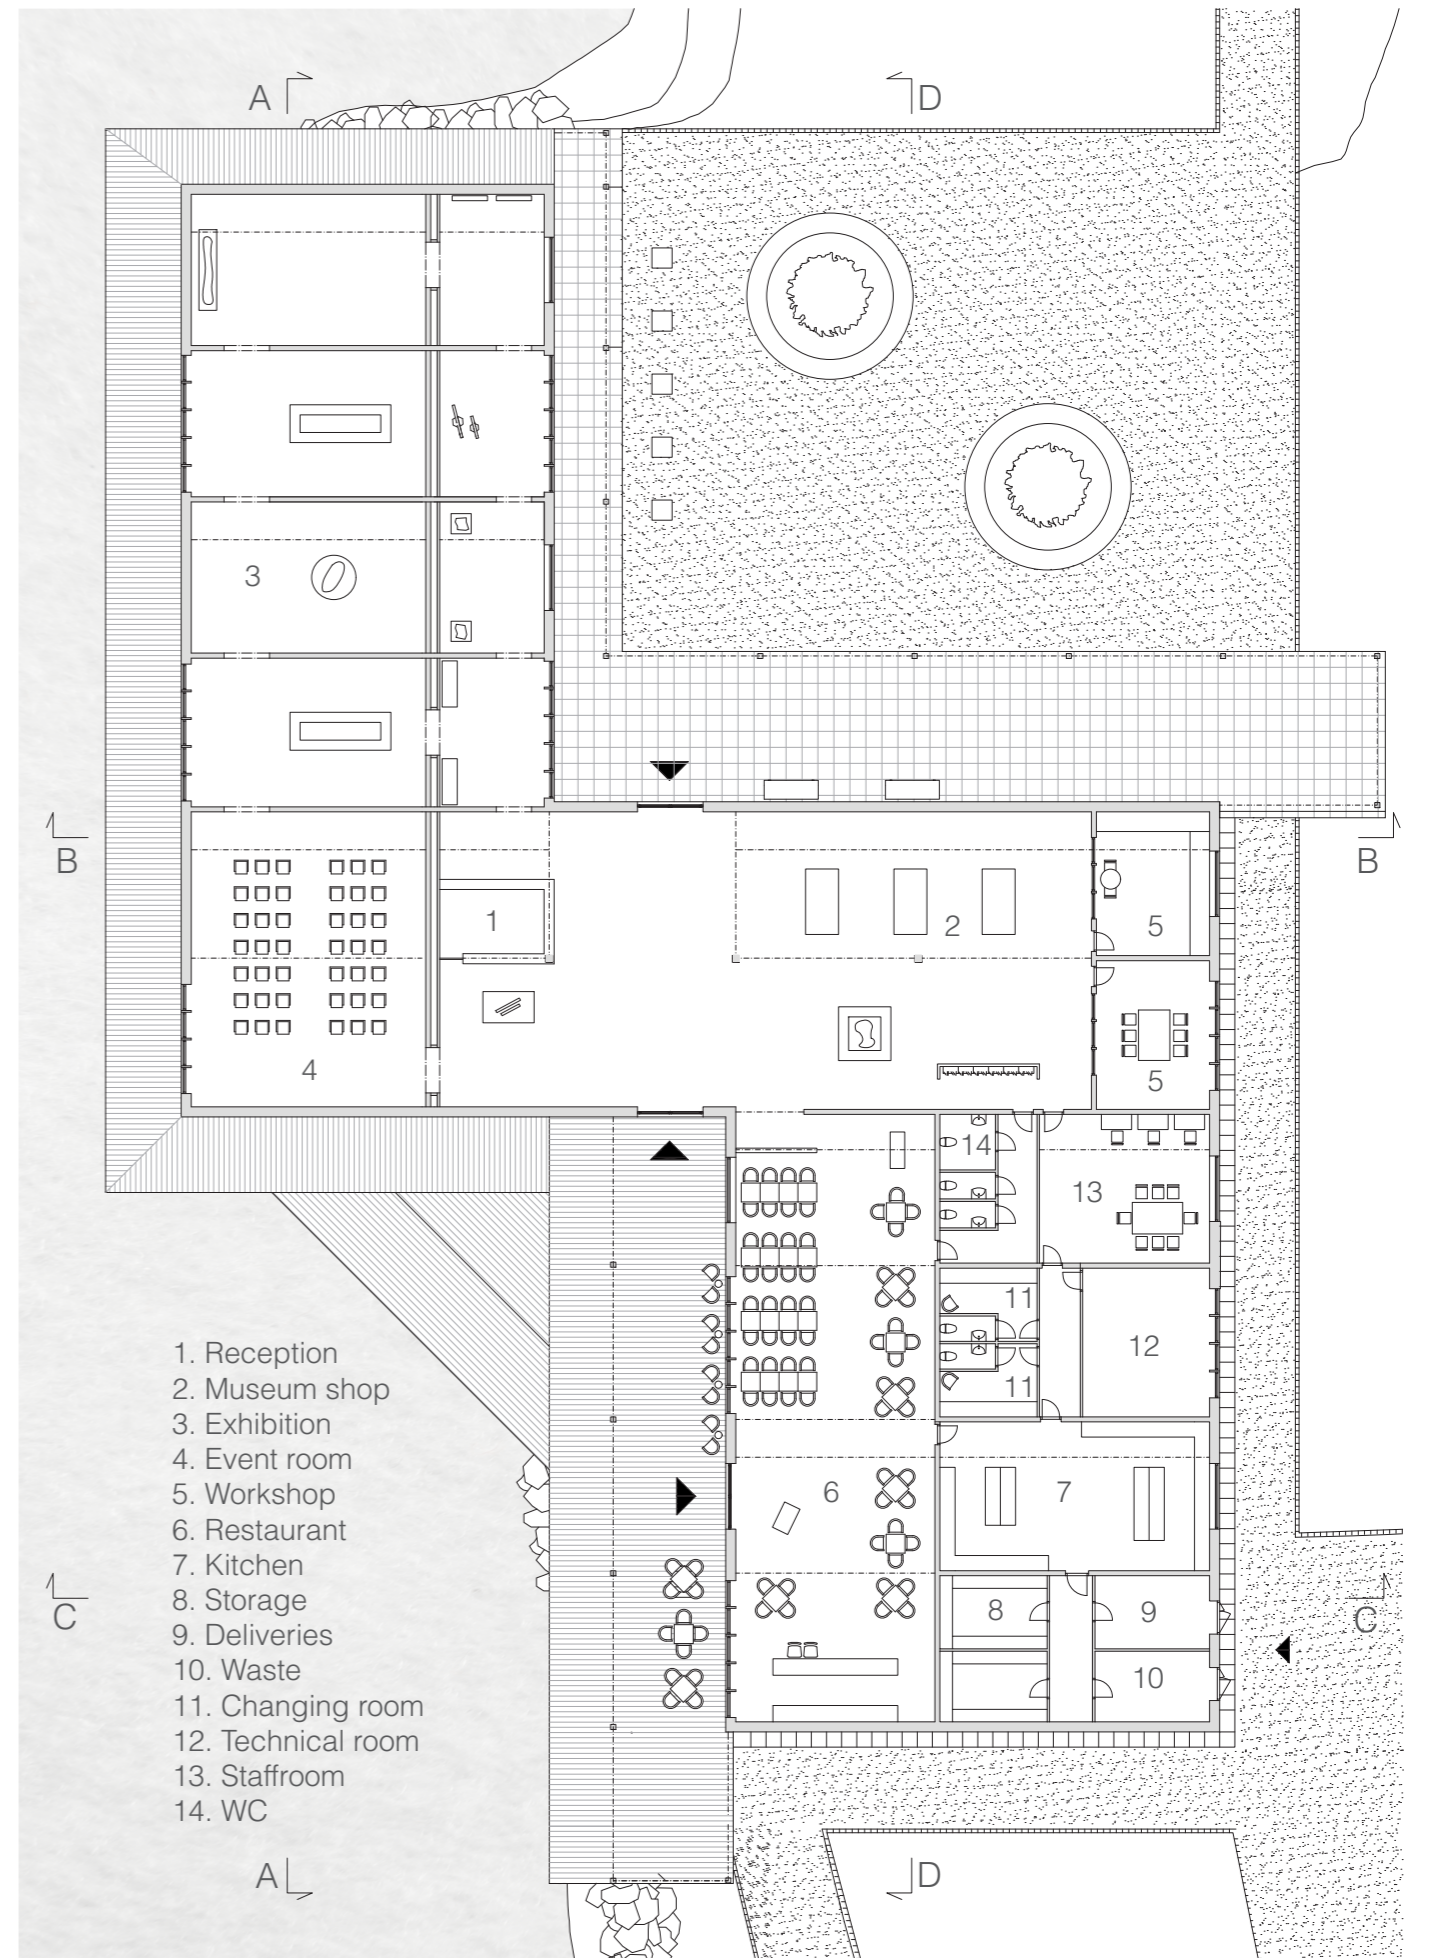 A
D
3
B
B
1
2
5
4
5
14
13
11
12
11
6
7
1. Reception
2. Museum shop
3. Exhibition
4. Event room
5. Workshop
6. Restaurant
7. Kitchen
8. Storage
9. Deliveries
10. Waste
11. Changing room
12. Technical room
13. Staffroom
14. WC
C
8
9
C
10
A
D